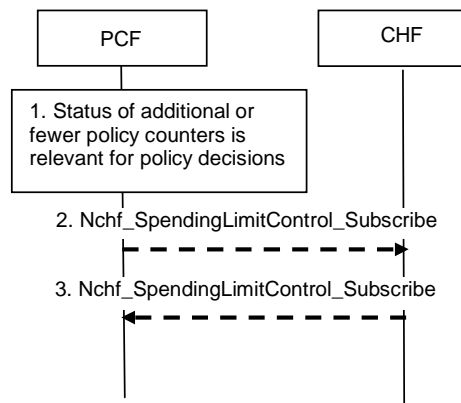 PCF
CHF
1. Status of additional or
fewer policy counters is
relevant for policy decisions
2. Nchf_SpendingLimitControl_Subscribe
3. Nchf_SpendingLimitControl_Subscribe